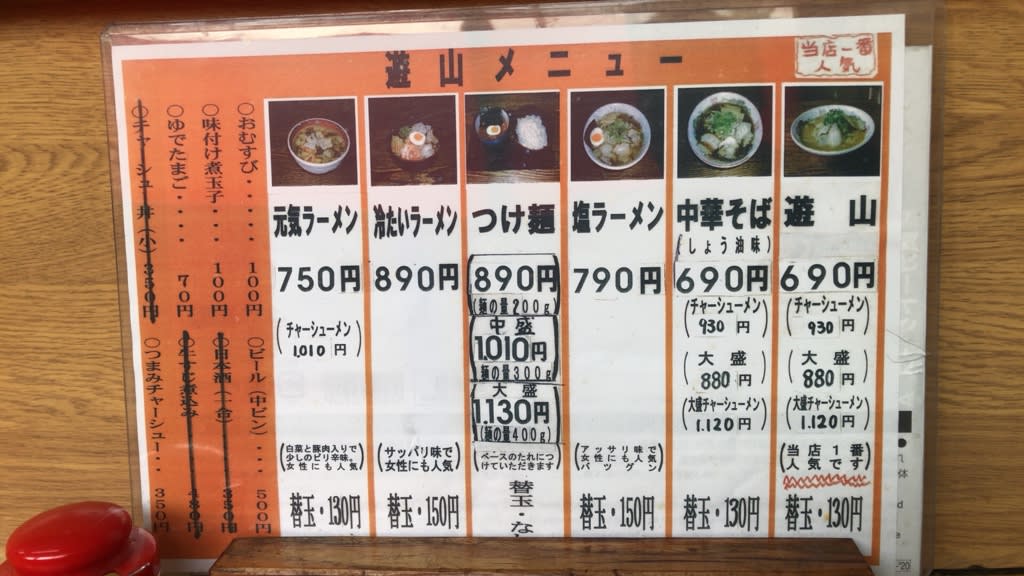 遊山メニュー
当店一番
人気
遊山
690円
(チャーシューメン)
930円
(大盛)
880円
(大盛チャーシューメン)
1,120円
(当店1番
人気です)
替玉・130円
中華そば
(しょう油味)
690円
(チャーシューメン)
930円
(大盛)
880円
(大盛チャーシューメン)
1,120円
替玉・130円
塩ラーメン
790円
(アッサリ味で
女性にも人気
バツグン)
替玉・150円
つけ麺
890円
(麺の量200g)
中盛
1.010円
(麺の量300g)
大盛
1.130円
(麺の量400g)
(ベースのたれにつ
けていただきます)
替玉・なし
冷たいラーメン
890円
(サッパリ味で
女性にも人気)
替玉・150円
元気ラーメン
750円
(チャーシューメン)
1,010円
(白菜と豚肉入りで
少しのピリ辛味。
女性にも人気)
替玉・130円
○おむすび・・・・・100円
○味付け煮玉子・・・100円
○ゆでたまご・・・・70円
○チャーシュー丼(小)350円
○ビール(中ビン)・・・500円
○日本酒(一合)350円
○牛すじ煮込み 480円
○つまみチャーシュー・・350円